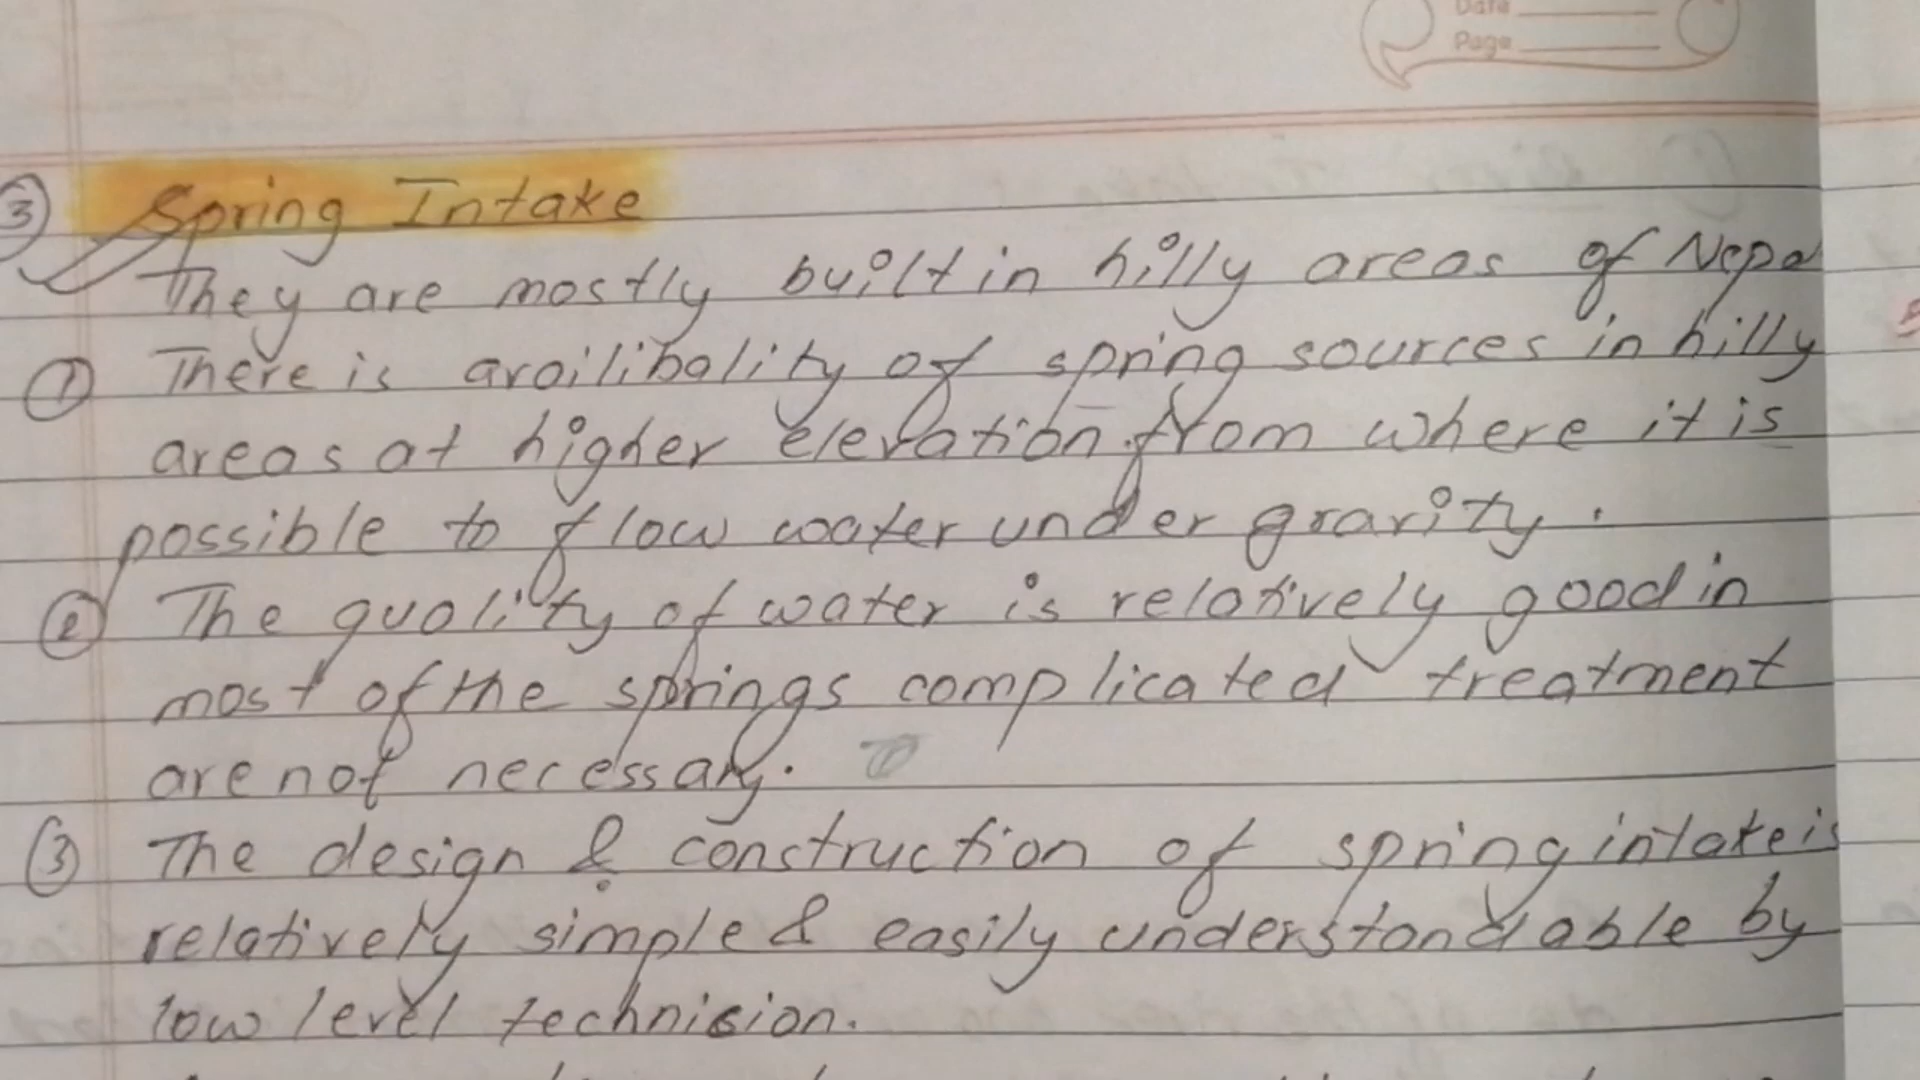 Date
Page
③ Spring Intake
They are mostly built in hilly areas of Nepal
① There is availibality of spring sources in hilly
areas at higher elevation from where it is
possible to flow water under gravity.
② The quality of water is relatively good in
most of the springs complicated treatment
are not necessary.
③ The design & construction of spring intake is
relatively simple & easily understandable by
low level technision.